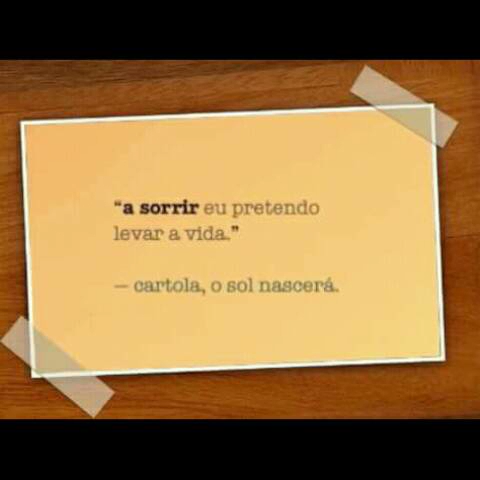 “a sorrir eu pretendo
levar a vida.”
— cartola, o sol nascerá.